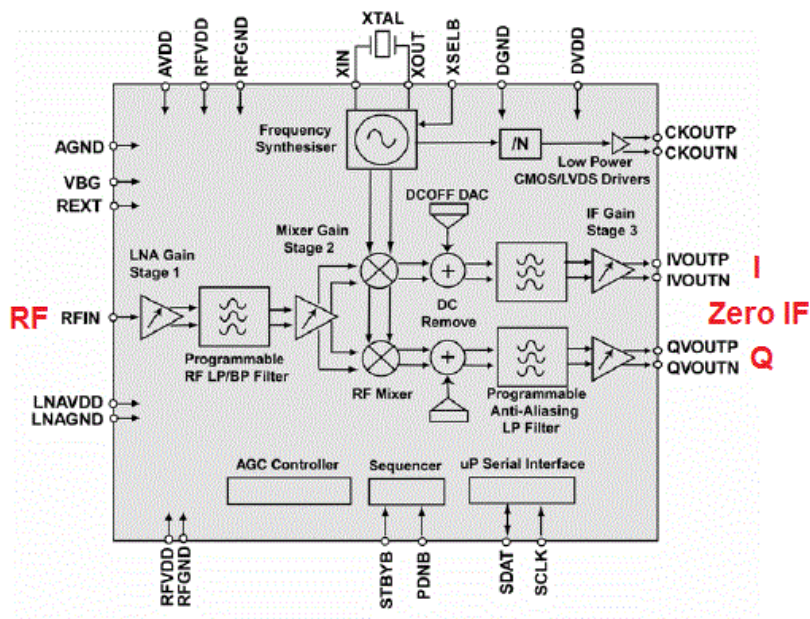 XTAL
AVDD
RFVDD
RFGND
XIN
XOUT
XSELB
DGND
DVDD
Frequency
Synthesiser
/N
CKOUTP
CKOUTN
Low Power
CMOS/LVDS Drivers
AGND
VBG
REXT
DCOFF DAC
Mixer Gain
Stage 2
IF Gain
Stage 3
LNA Gain
Stage 1
IVOUTP
IVOUTN
I
RF
RFIN
DC
Remove
Zero IF
Programmable
RF LP/BP Filter
RF Mixer
QVOUTP
QVOUTN
Q
Programmable
Anti-Aliasing
LP Filter
LNAVDD
LNAGND
AGC Controller
Sequencer
uP Serial Interface
RFVDD
RFGND
STBYB
PDNB
SDAT
SCLK